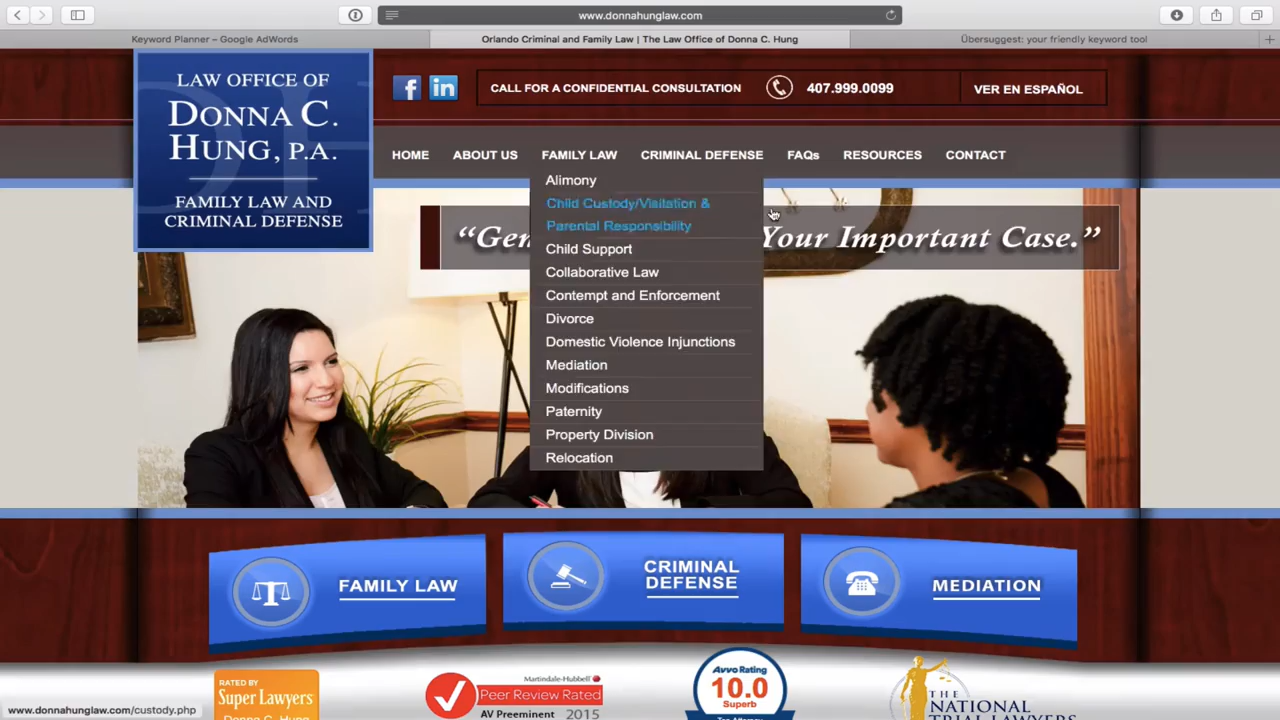 www.donnahunglaw.com
Keyword Planner – Google AdWords
Orlando Criminal and Family Law | The Law Office of Donna C. Hung
Übersuggest: your friendly keyword tool
LAW OFFICE OF
DONNA C.
HUNG, P.A.
FAMILY LAW AND
CRIMINAL DEFENSE
CALL FOR A CONFIDENTIAL CONSULTATION
407.999.0099
VER EN ESPAÑOL
HOME
ABOUT US
FAMILY LAW
CRIMINAL DEFENSE
FAQs
RESOURCES
CONTACT
Alimony
Child Custody/Visitation &
Parental Responsibility
Child Support
Collaborative Law
Contempt and Enforcement
Divorce
Domestic Violence Injunctions
Mediation
Modifications
Paternity
Property Division
Relocation
“Gen Your Important Case.”
FAMILY LAW
CRIMINAL
DEFENSE
MEDIATION
RATED BY
Super Lawyers
Donna C. Hung
Martindale-Hubbell
Peer Review Rated
AV Preeminent 2015
Avvo Rating
10.0
Superb
Top Attorney
THE
NATIONAL
TRIAL LAWYERS
www.donnahunglaw.com/custody.php